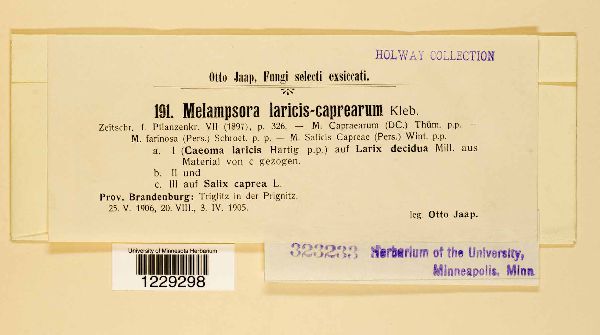 HOLWAY COLLECTION
Otto Jaap, Fungi selecti exsiccati.
191. Melampsora laricis-caprearum Kleb.
Zeitschr. f. Pflanzenkr. VII (1897), p. 326. — M. Capraearum (DC.) Thüm. p.p. —
M. farinosa (Pers.) Schroet. p. p. — M. Salicis Capreae (Pers.) Wint. p.p.
a. I (Caeoma laricis Hartig p.p.) auf Larix decidua Mill. aus
Material von c gezogen.
b. II und
c. III auf Salix caprea L.
Prov. Brandenburg: Triglitz in der Prignitz.
25. V. 1906, 20. VIII., 3. IV. 1905.
leg. Otto Jaap.
University of Minnesota Herbarium
1229298
323233
Herbarium of the University,
Minneapolis, Minn.